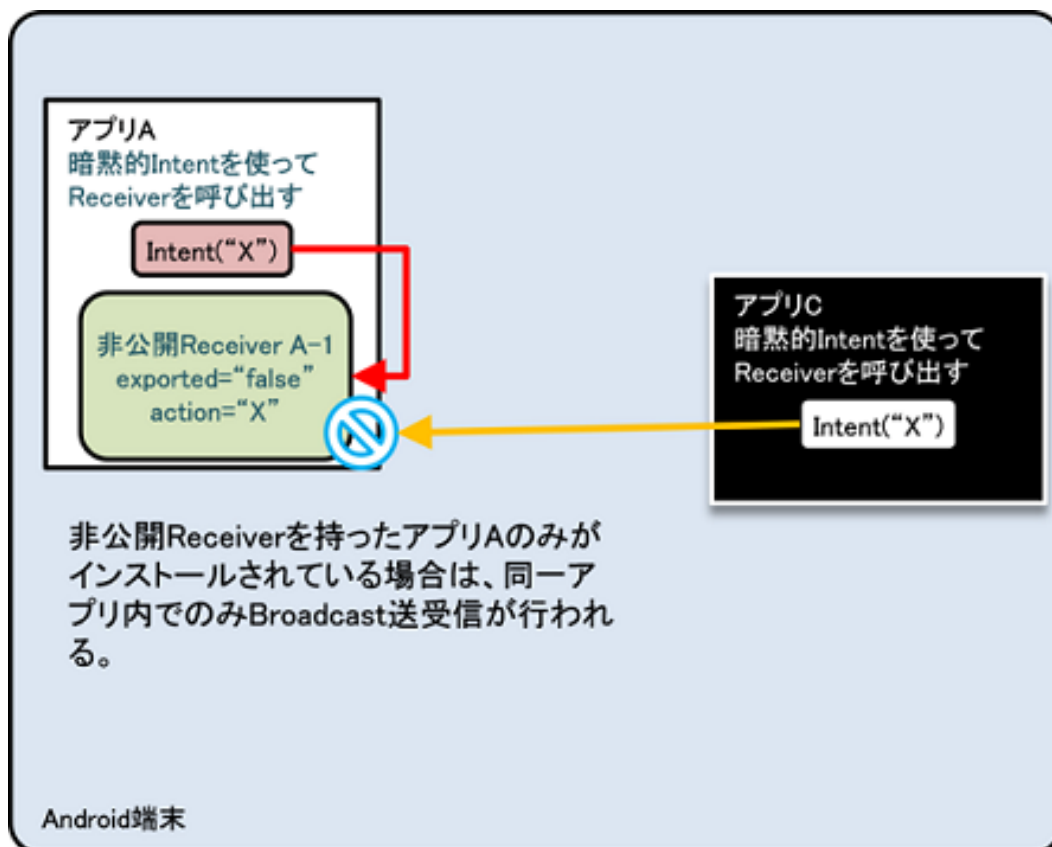 アプリA
暗黙的Intentを使って
Receiverを呼び出す
Intent(“X”)
非公開Receiver A-1
exported=“false”
action=“X”
アプリC
暗黙的Intentを使って
Receiverを呼び出す
Intent(“X”)
非公開Receiverを持ったアプリAのみが
インストールされている場合は、同一ア
プリ内でのみBroadcast送受信が行われ
る。
Android端末